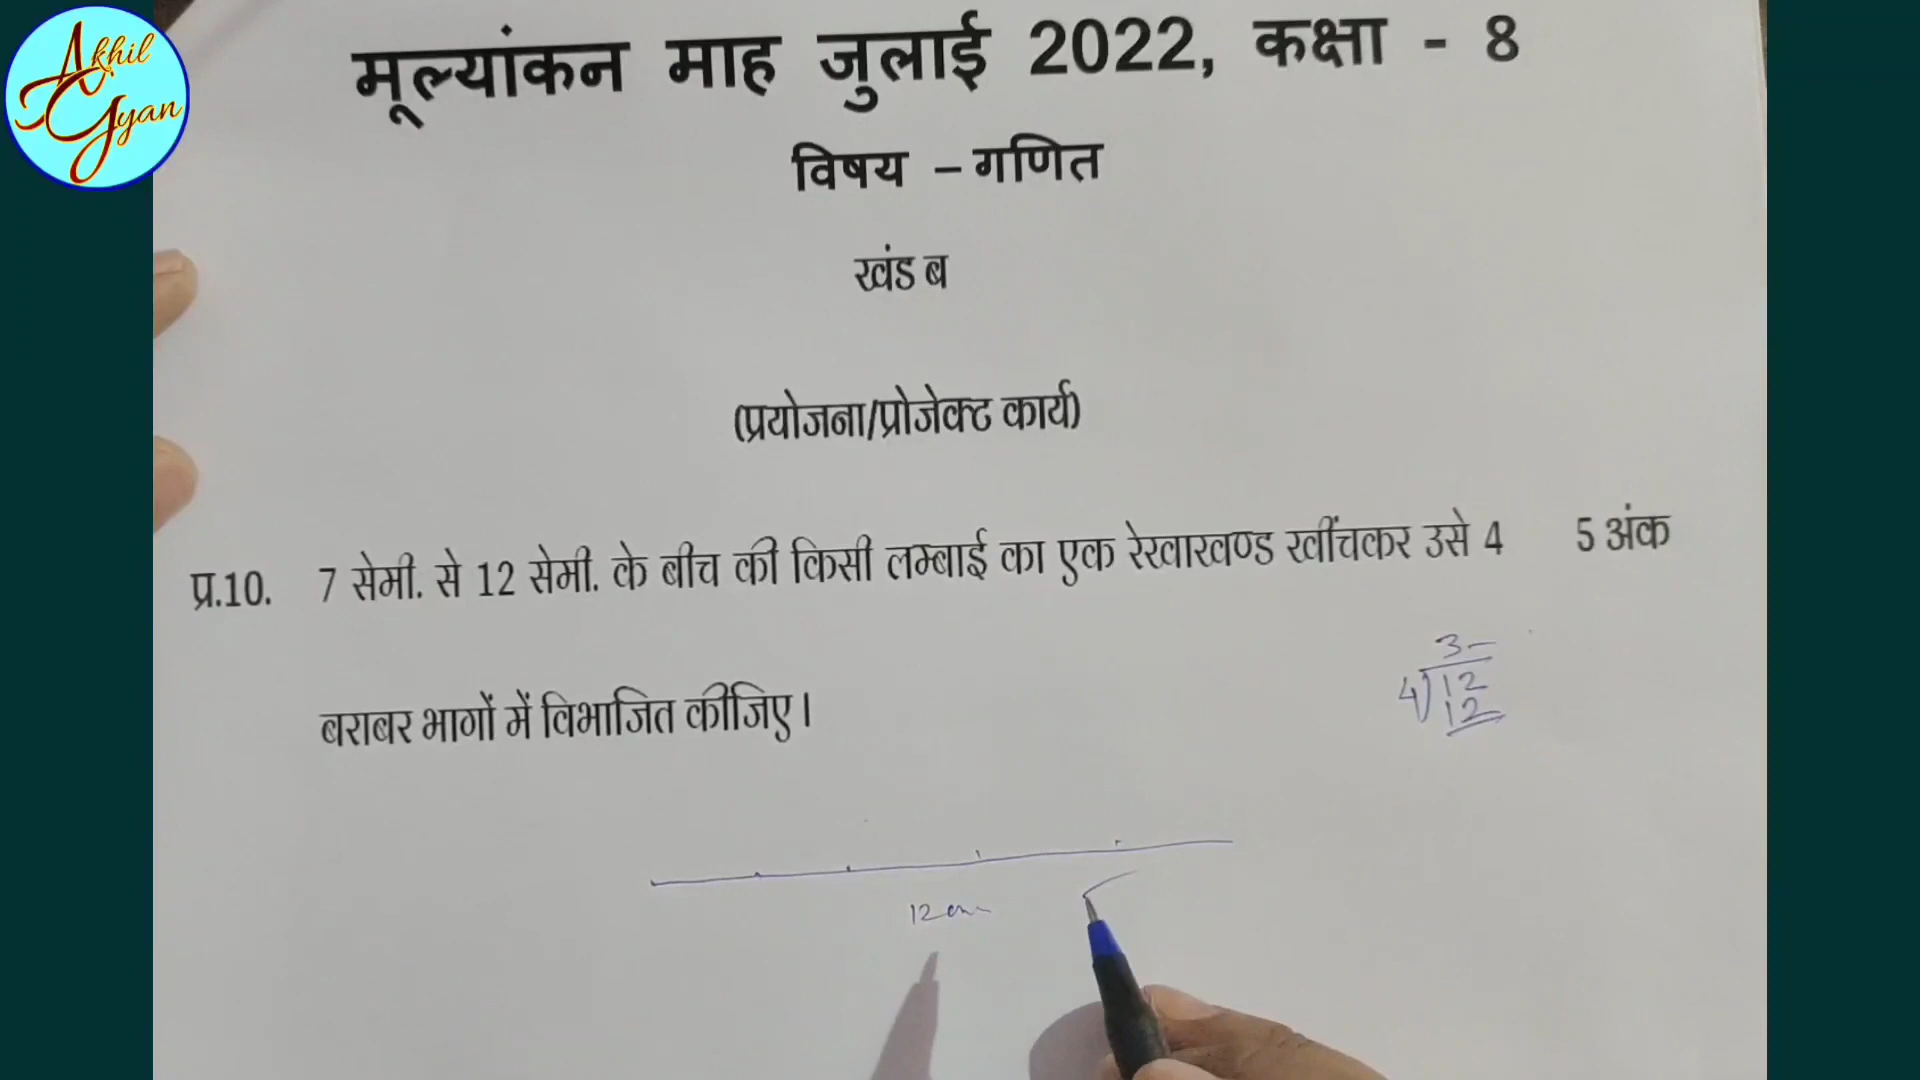 Akhil
Gyan
मूल्यांकन माह जुलाई 2022, कक्षा - 8
विषय – गणित
खंड ब
(प्रयोजना/प्रोजेक्ट कार्य)
प्र.10. 7 सेमी. से 12 सेमी. के बीच की किसी लम्बाई का एक रेखाखण्ड खींचकर उसे 4 5 अंक
बराबर भागों में विभाजित कीजिए।
3
4)12
12
12cm